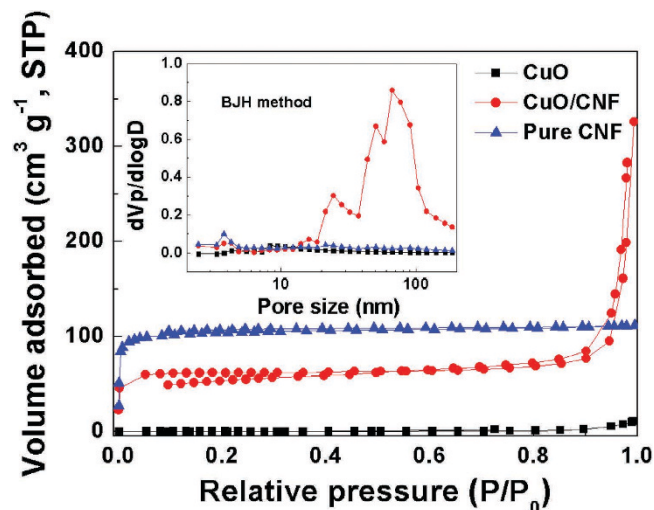 400
300
200
100
0
Volume adsorbed (cm³ g⁻¹, STP)
0.0 0.2 0.4 0.6 0.8 1.0
Relative pressure (P/P₀)
CuO
CuO/CNF
Pure CNF
BJH method
1.0
0.8
0.6
0.4
0.2
0.0
dVp/dlogD
10 100
Pore size (nm)